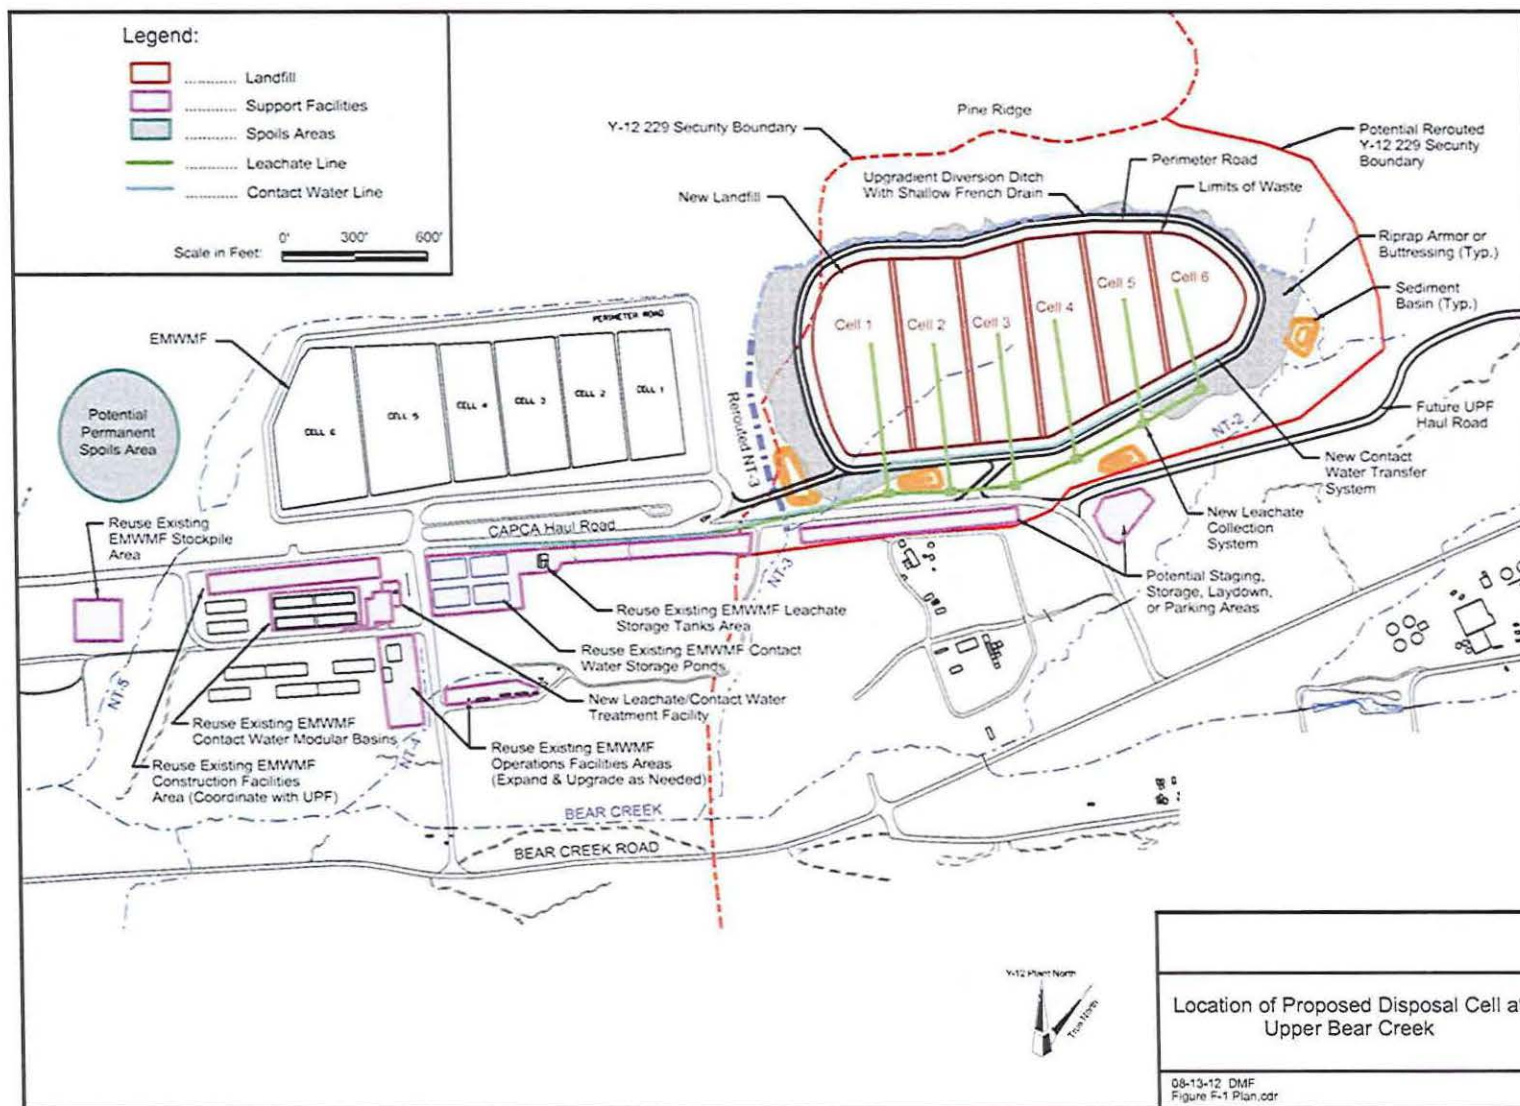 Legend:
Landfill
Support Facilities
Spoils Areas
Leachate Line
Contact Water Line
Scale in Feet:
0'
300'
600'
Pine Ridge
Y-12 229 Security Boundary
Potential Rerouted
Y-12 229 Security
Boundary
Perimeter Road
Upgradient Diversion Ditch
With Shallow French Drain
Limits of Waste
New Landfill
Riprap Armor or
Buttressing (Typ.)
Sediment
Basin (Typ.)
Cell 1
Cell 2
Cell 3
Cell 4
Cell 5
Cell 6
EMWMF
PERIMETER ROAD
CELL 6
CELL 5
CELL 4
CELL 3
CELL 2
CELL 1
Potential
Permanent
Spoils Area
Rerouted NT-3
NT-2
Future UPF
Haul Road
New Contact
Water Transfer
System
New Leachate
Collection
System
Reuse Existing
EMWMF Stockpile
Area
CAPCA Haul Road
NT-3
Potential Staging,
Storage, Laydown,
or Parking Areas
Reuse Existing EMWMF Leachate
Storage Tanks Area
Reuse Existing EMWMF Contact
Water Storage Ponds
New Leachate/Contact Water
Treatment Facility
NT-5
Reuse Existing EMWMF
Contact Water Modular Basins
NT-4
Reuse Existing EMWMF
Operations Facilities Areas
(Expand & Upgrade as Needed)
Reuse Existing EMWMF
Construction Facilities
Area (Coordinate with UPF)
BEAR CREEK
BEAR CREEK ROAD
Y-12 Plant North
True North
Location of Proposed Disposal Cell at
Upper Bear Creek
08-13-12 DMF
Figure F-1 Plan.cdr